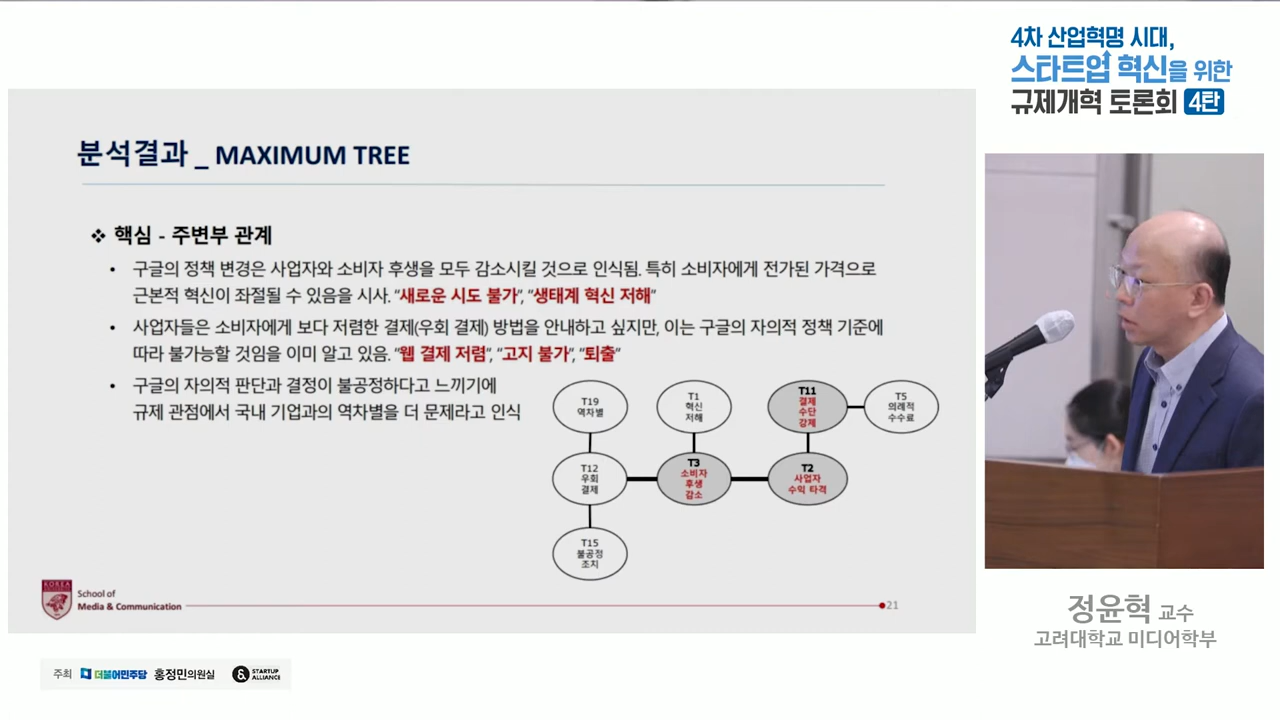 4차 산업혁명 시대,
스타트업 혁신을 위한
규제개혁 토론회 4탄
분석결과 _ MAXIMUM TREE
❖ 핵심 - 주변부 관계
• 구글의 정책 변경은 사업자와 소비자 후생을 모두 감소시킬 것으로 인식됨. 특히 소비자에게 전가된 가격으로
근본적 혁신이 좌절될 수 있음을 시사. “새로운 시도 불가”, “생태계 혁신 저해”
• 사업자들은 소비자에게 보다 저렴한 결제(우회 결제) 방법을 안내하고 싶지만, 이는 구글의 자의적 정책 기준에
따라 불가능할 것임을 이미 알고 있음. “웹 결제 저렴”, “고지 불가”, “퇴출”
• 구글의 자의적 판단과 결정이 불공정하다고 느끼기에
규제 관점에서 국내 기업과의 역차별을 더 문제라고 인식
T19
역차별
T1
혁신
저해
T11
결제
수단
강제
T5
의례적
수수료
T12
우회
결제
T3
소비자
후생
감소
T2
사업자
수익 타격
T15
불공정
조치
KOREA
School of
Media & Communication
21
정윤혁 교수
고려대학교 미디어학부
주최 더불어민주당 홍정민의원실 & STARTUP
ALLIANCE